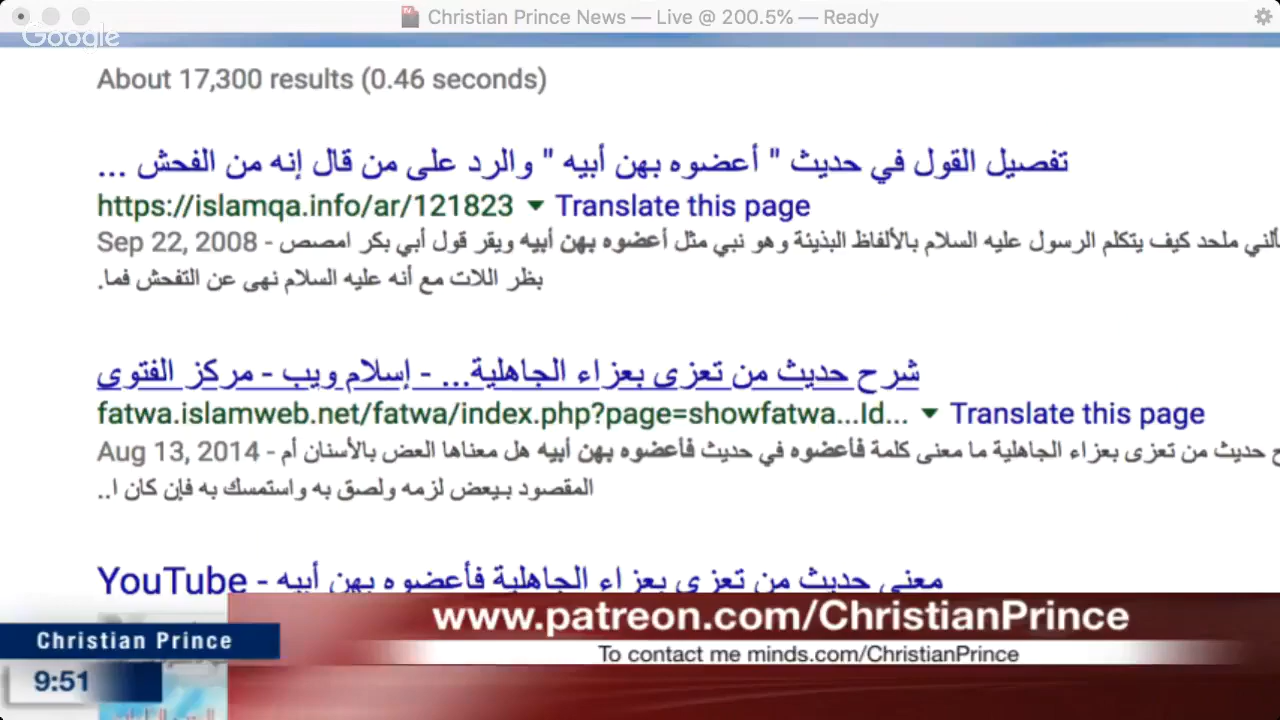 Christian Prince News — Live @ 200.5% — Ready
Google
About 17,300 results (0.46 seconds)
تفصيل القول في حديث " أعضوه بهن أبيه " والرد على من قال إنه من الفحش ...
https://islamqa.info/ar/121823 ▼ Translate this page
Sep 22, 2008 - ملحد كيف يتكلم الرسول عليه السلام بالألفاظ البذيئة وهو نبي مثل أعضوه بهن أبيه ويقر قول أبي بكر امصص
بظر اللات مع أنه عليه السلام نهى عن التفحش فما.
شرح حديث من تعزى بعزاء الجاهلية... - إسلام ويب - مركز الفتوى
fatwa.islamweb.net/fatwa/index.php?page=showfatwa...Id... ▼ Translate this page
Aug 13, 2014 - حديث من تعزى بعزاء الجاهلية ما معنى كلمة فأعضوه في حديث فأعضوه بهن أبيه هل معناها العض بالأسنان أم
المقصود بـيعض لزمه ولصق به واستمسك به فإن كان ا..
YouTube - معنى حديث من تعزى بعزاء الجاهلية فأعضوه بهن أبيه
www.patreon.com/ChristianPrince
Christian Prince
To contact me minds.com/ChristianPrince
9:51